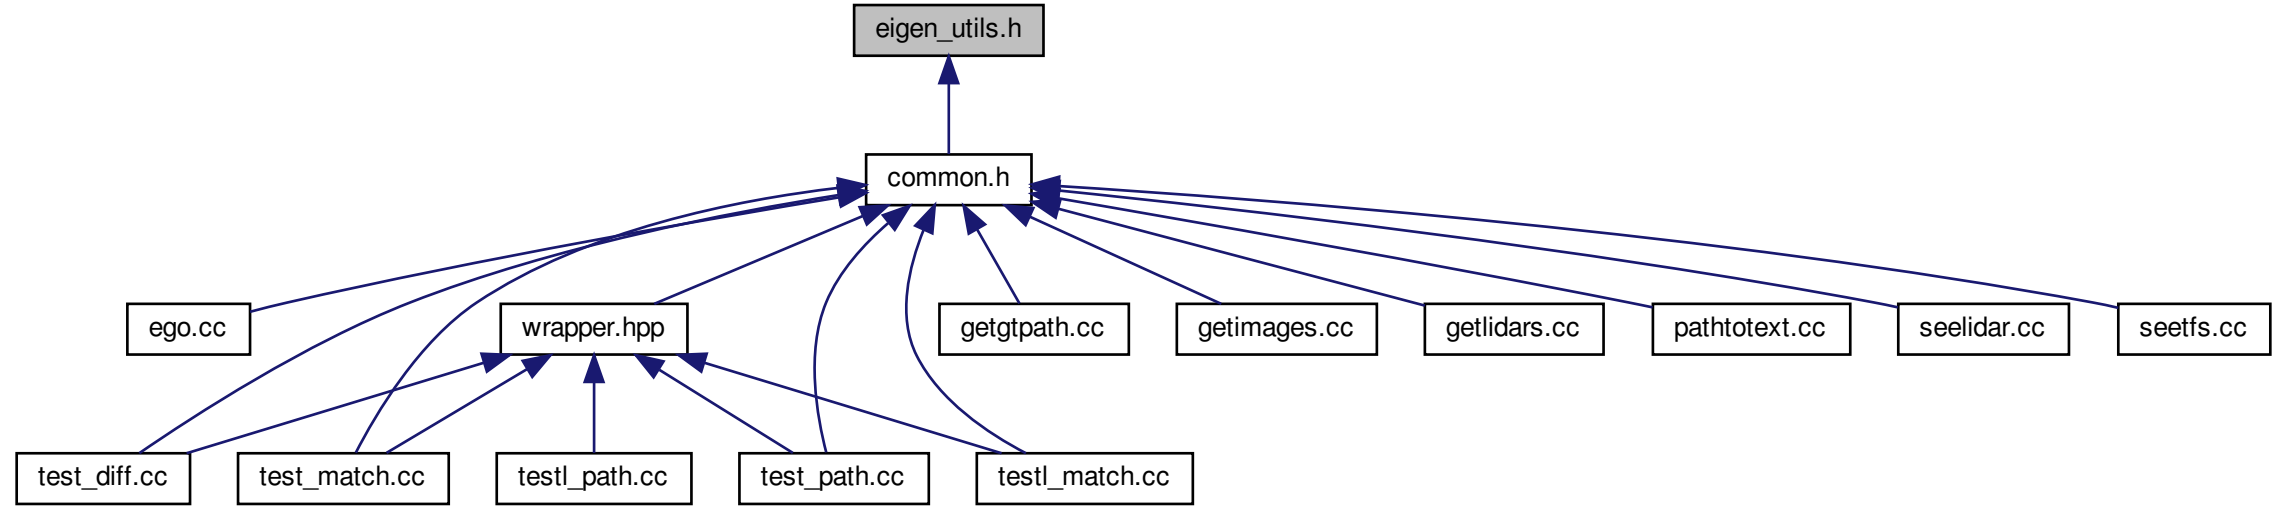 eigen_utils.h
common.h
ego.cc
wrapper.hpp
getgtpath.cc
getimages.cc
getlidars.cc
pathtotext.cc
seelidar.cc
seetfs.cc
test_diff.cc
test_match.cc
testl_path.cc
test_path.cc
testl_match.cc